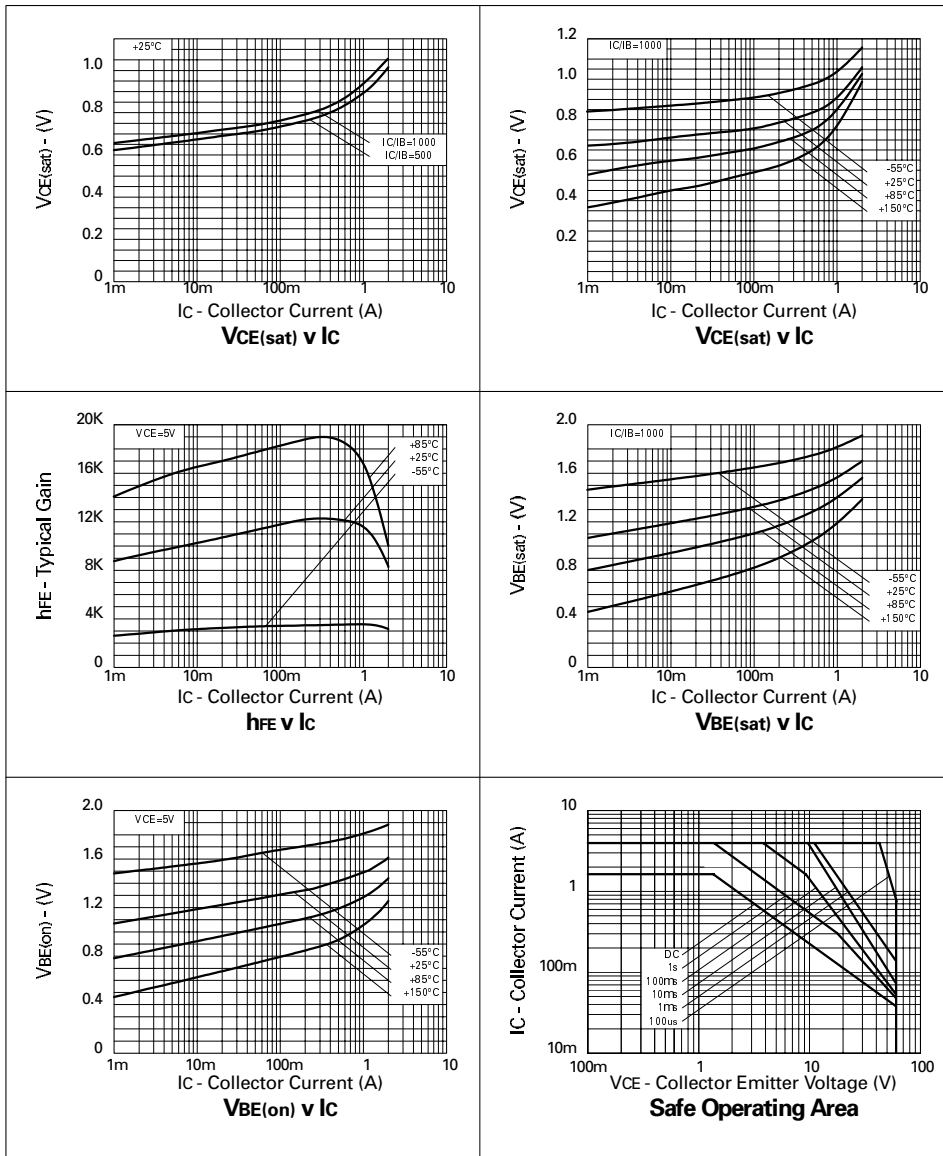 +25°C
1.0
0.8
0.6
0.4
0.2
0
VCE(sat) - (V)
IC/IB=1000
IC/IB=500
1m
10m
100m
1
10
IC - Collector Current (A)
VCE(sat) v IC
IC/IB=1000
1.2
1.0
0.8
0.6
0.4
0.2
VCE(sat) - (V)
-55°C
+25°C
+85°C
+150°C
1m
10m
100m
1
10
IC - Collector Current (A)
VCE(sat) v IC
VCE=5V
20K
16K
12K
8K
4K
0
hFE - Typical Gain
+85°C
+25°C
-55°C
1m
10m
100m
1
10
IC - Collector Current (A)
hFE v IC
IC/IB=1000
2.0
1.6
1.2
0.8
0.4
0
VBE(sat) - (V)
-55°C
+25°C
+85°C
+150°C
1m
10m
100m
1
10
IC - Collector Current (A)
VBE(sat) v IC
VCE=5V
2.0
1.6
1.2
0.8
0.4
0
VBE(on) - (V)
-55°C
+25°C
+85°C
+150°C
1m
10m
100m
1
10
IC - Collector Current (A)
VBE(on) v IC
10
1
100m
10m
IC - Collector Current (A)
DC
1s
100ms
10ms
1ms
100us
100m
1
10
100
VCE - Collector Emitter Voltage (V)
Safe Operating Area